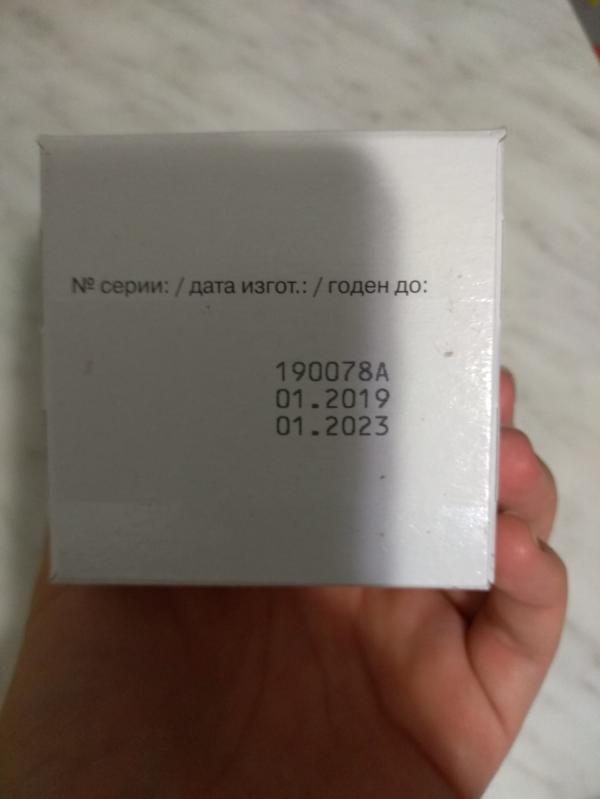 № серии: / дата изгот.: / годен до:
190078A
01.2019
01.2023